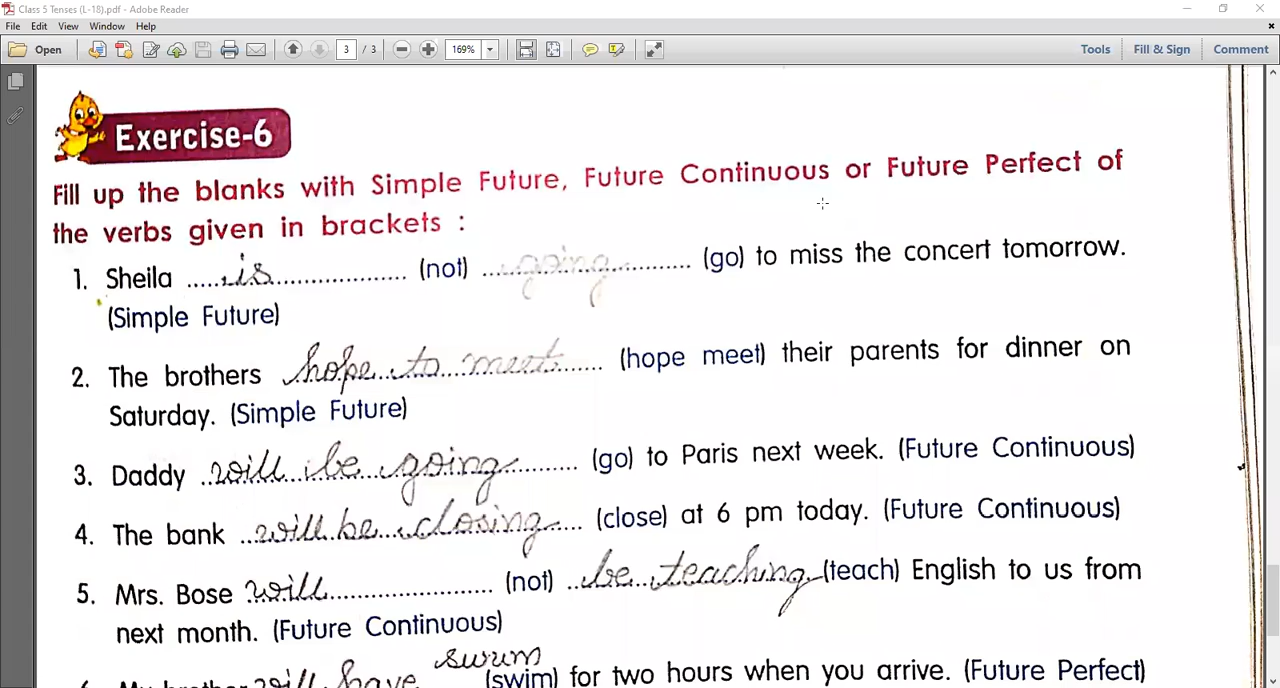 Class 5 Tenses (L-18).pdf - Adobe Reader
File Edit View Window Help
Open 3 / 3 169% Tools Fill & Sign Comment
Exercise-6
Fill up the blanks with Simple Future, Future Continuous or Future Perfect of
the verbs given in brackets :
1. Sheila ......is.................. (not) ......going............ (go) to miss the concert tomorrow.
(Simple Future)
2. The brothers hope to meet ...... (hope meet) their parents for dinner on
Saturday. (Simple Future)
3. Daddy ..will be going.......... (go) to Paris next week. (Future Continuous)
4. The bank ..will be closing.... (close) at 6 pm today. (Future Continuous)
5. Mrs. Bose will........................ (not) ..be teaching (teach) English to us from
next month. (Future Continuous)
6. My brother will have swum (swim) for two hours when you arrive. (Future Perfect)